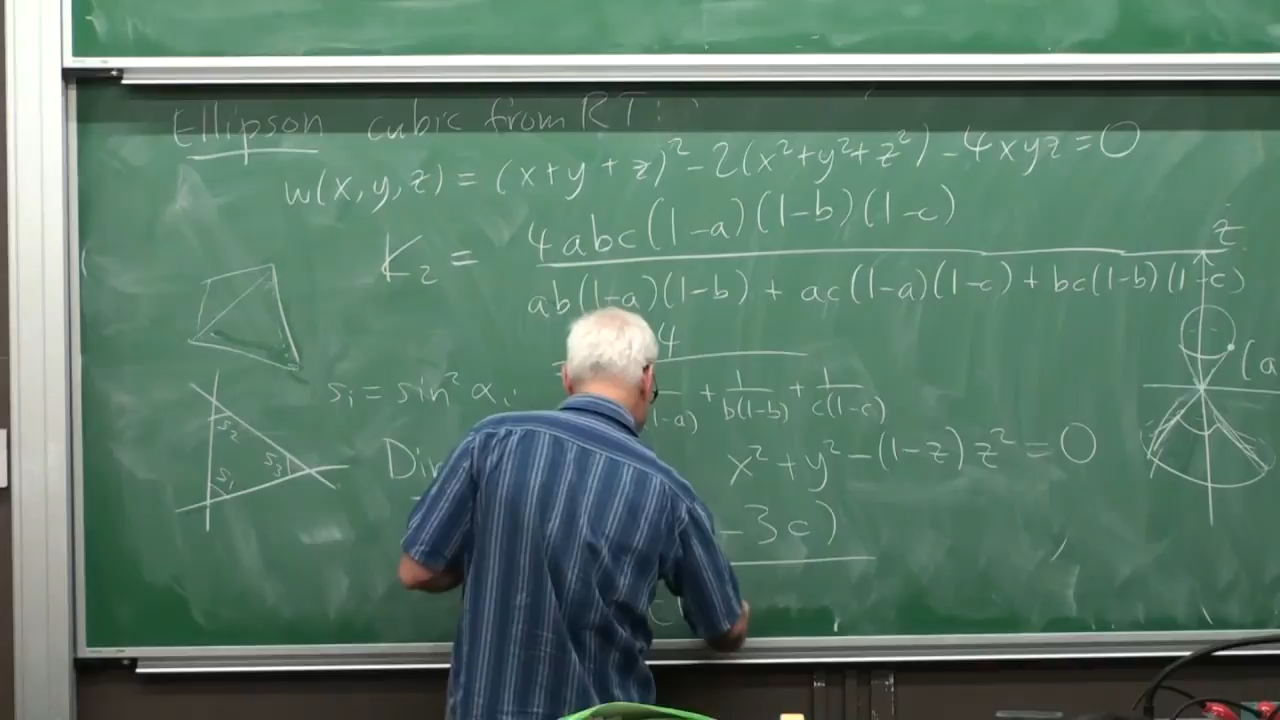 Ellipson cubic from RT:
w(x,y,z) = (x+y+z)² - 2(x²+y²+z²) - 4xyz = 0
K₂ = 4abc(1-a)(1-b)(1-c)
ab(1-a)(1-b) + ac(1-a)(1-c) + bc(1-b)(1-c)
4
-a) + 1/b(1-b) + 1/c(1-c)
sᵢ = sin² αᵢ
s₂
s₃
s₁
x² + y² - (1-z)z² = 0
-3c)
c(
z
(a